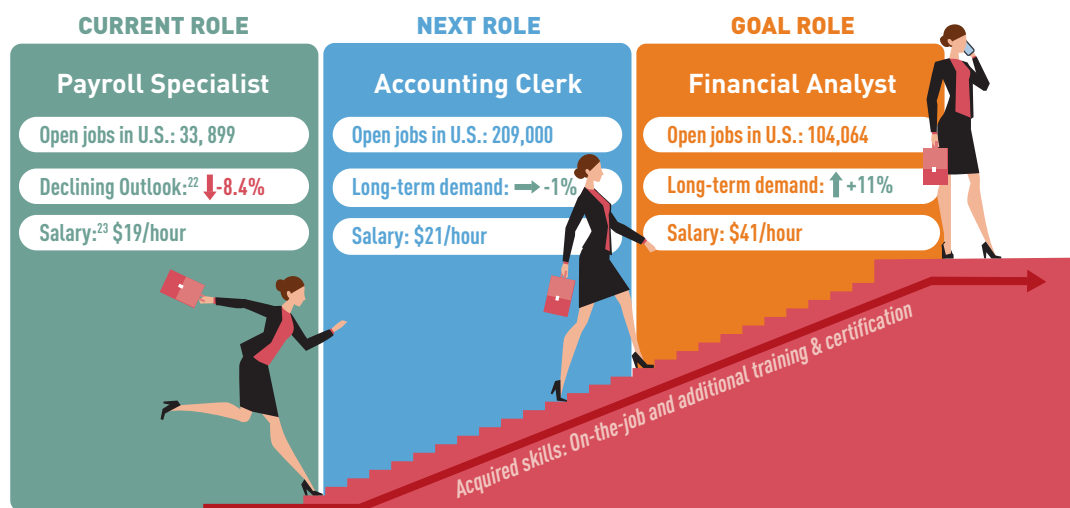 CURRENT ROLE
Payroll Specialist
Open jobs in U.S.: 33, 899
Declining Outlook:22 -8.4%
Salary:23 $19/hour
NEXT ROLE
Accounting Clerk
Open jobs in U.S.: 209,000
Long-term demand: -1%
Salary: $21/hour
GOAL ROLE
Financial Analyst
Open jobs in U.S.: 104,064
Long-term demand: +11%
Salary: $41/hour
Acquired skills: On-the-job and additional training & certification